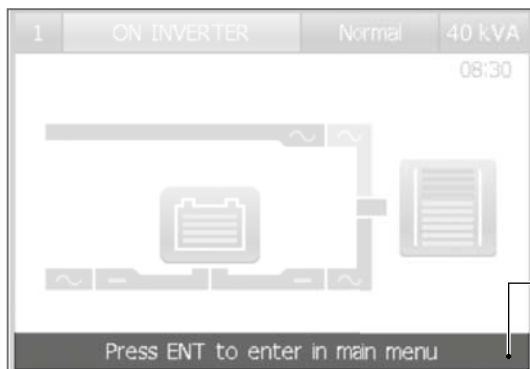 1 ON INVERTER Normal 40 kVA
08:30
Press ENT to enter in main menu